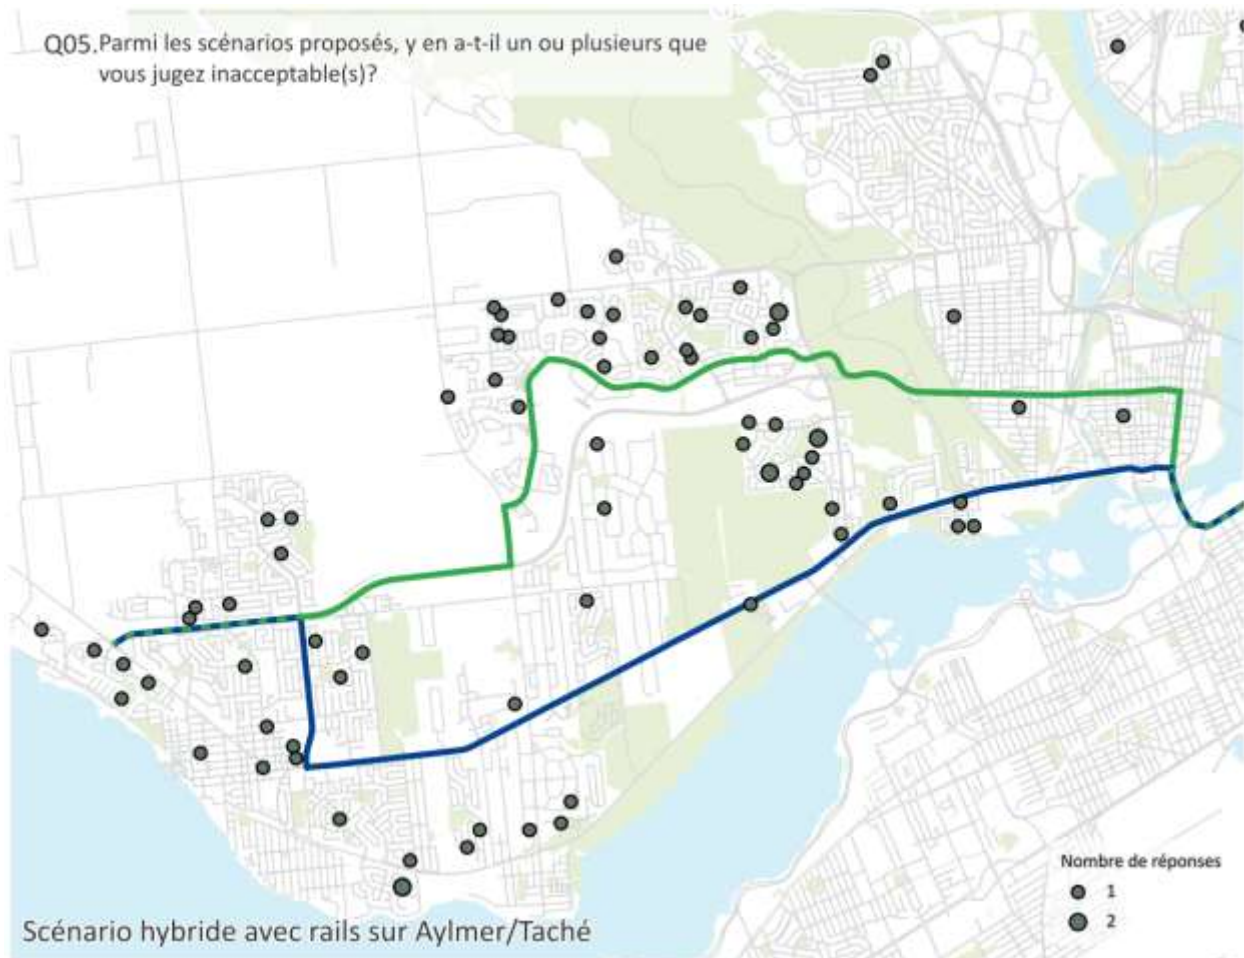 Q05.Parmi les scénarios proposés, y en a-t-il un ou plusieurs que
vous jugez inacceptable(s)?
Nombre de réponses
1
2
Scénario hybride avec rails sur Aylmer/Taché